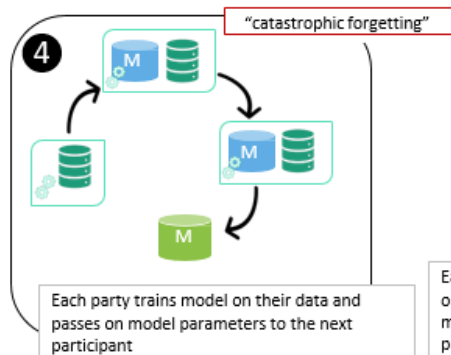 "catastrophic forgetting"
4
M
M
M
Each party trains model on their data and
passes on model parameters to the next
participant
Ea
o
m
p